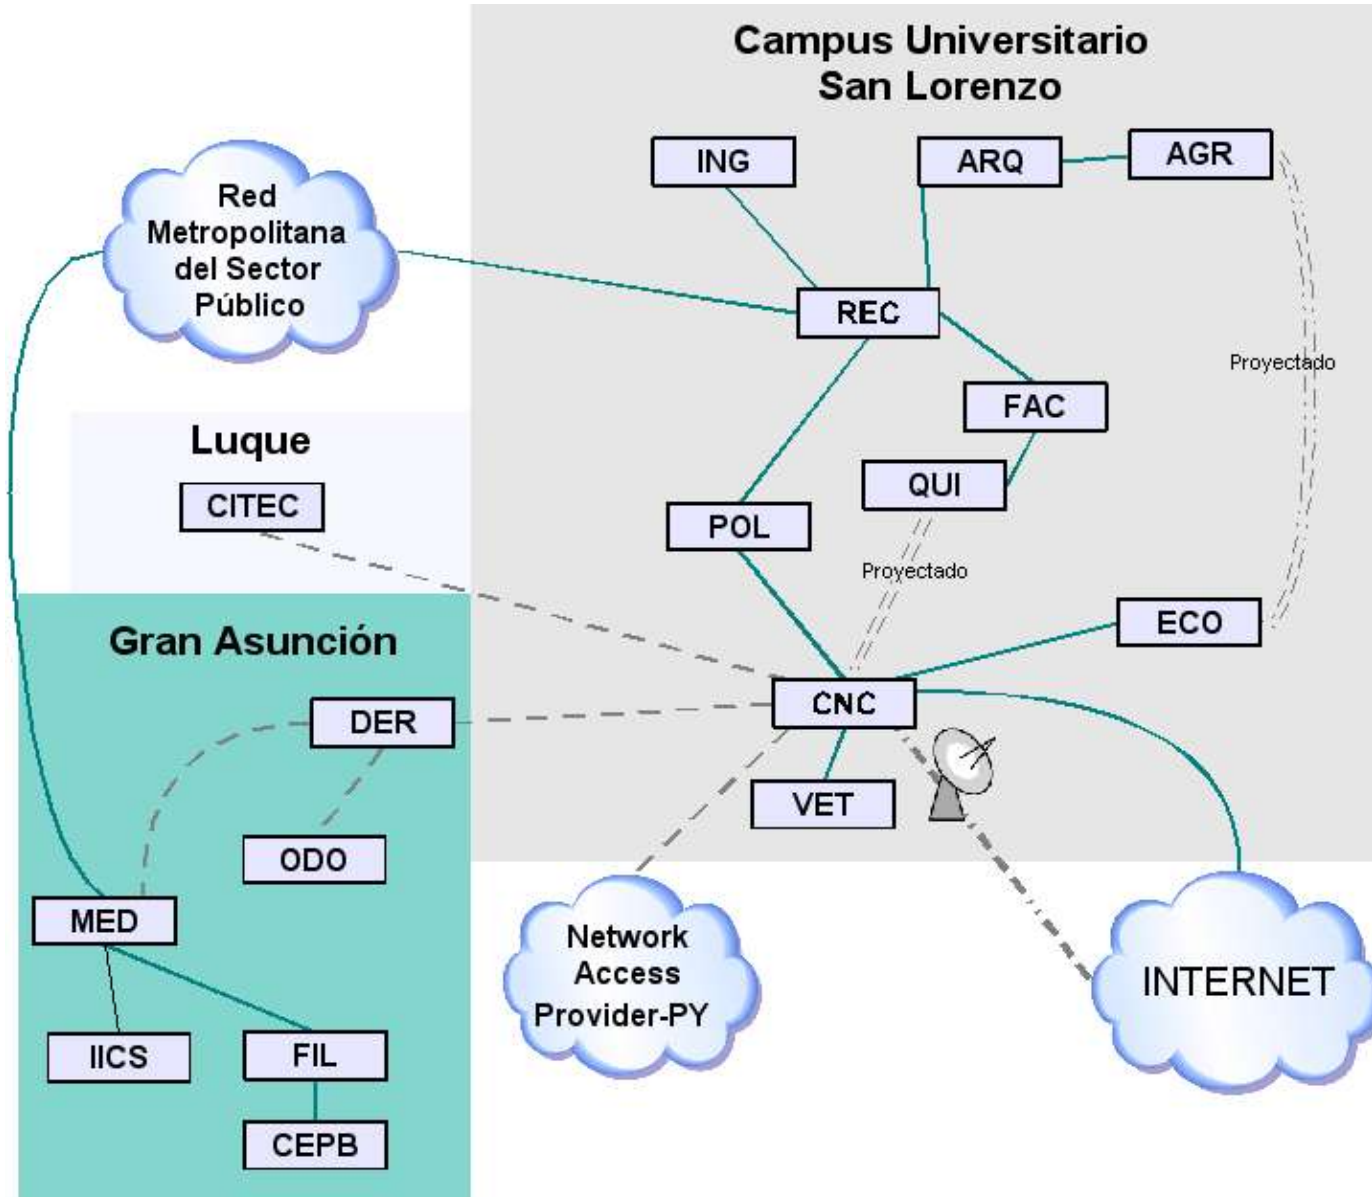 Campus Universitario
San Lorenzo
ING
ARQ
AGR
Red
Metropolitana
del Sector
Público
REC
Proyectado
FAC
Luque
QUI
CITEC
POL
Proyectado
ECO
Gran Asunción
DER
CNC
VET
ODO
MED
Network
Access
Provider-PY
INTERNET
IICS
FIL
CEPB